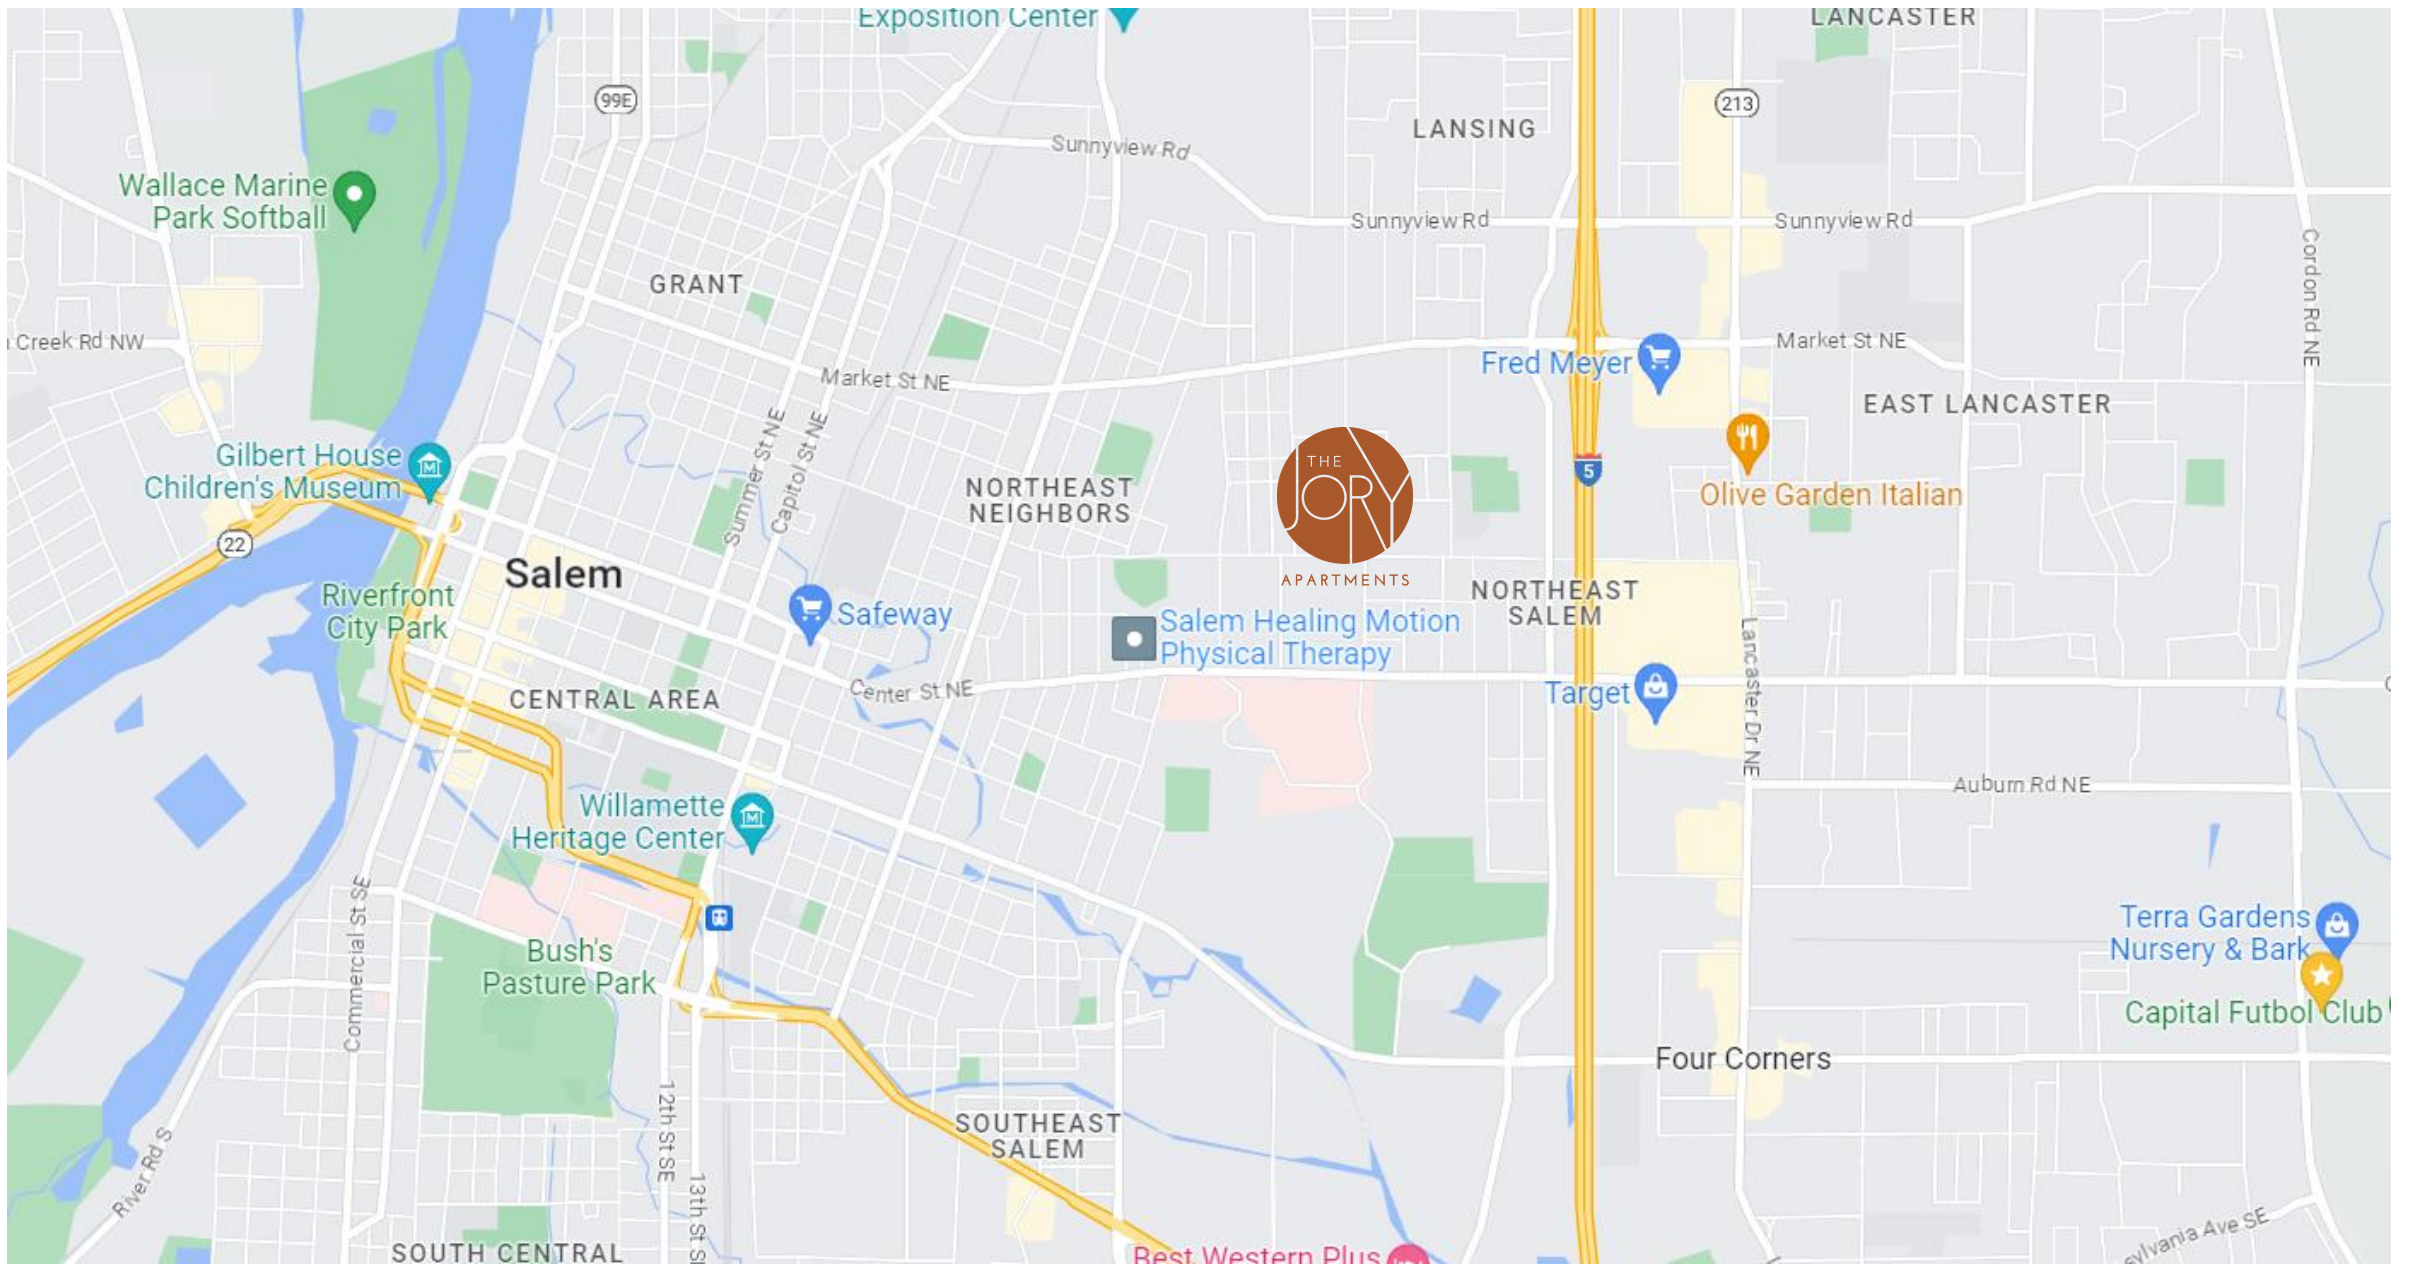 Exposition Center
LANCASTER
99E
213
LANSING
Sunnyview Rd
Wallace Marine
Park Softball
Sunnyview Rd
Sunnyview Rd
Cordon Rd NE
GRANT
Creek Rd NW
Market St NE
Fred Meyer
Market St NE
EAST LANCASTER
Summer St NE
Capitol St NE
Gilbert House
Children's Museum
THE
JORY
APARTMENTS
5
NORTHEAST
NEIGHBORS
Olive Garden Italian
22
Salem
Riverfront
City Park
Safeway
Salem Healing Motion
Physical Therapy
NORTHEAST
SALEM
Lancaster Dr NE
CENTRAL AREA
Center St NE
Target
Auburn Rd NE
Willamette
Heritage Center
Commercial St SE
Terra Gardens
Nursery & Bark
Bush's
Pasture Park
Capital Futbol Club
Four Corners
12th St SE
SOUTHEAST
SALEM
River Rd S
13th St
sylvania Ave SE
SOUTH CENTRAL
Best Western Plus